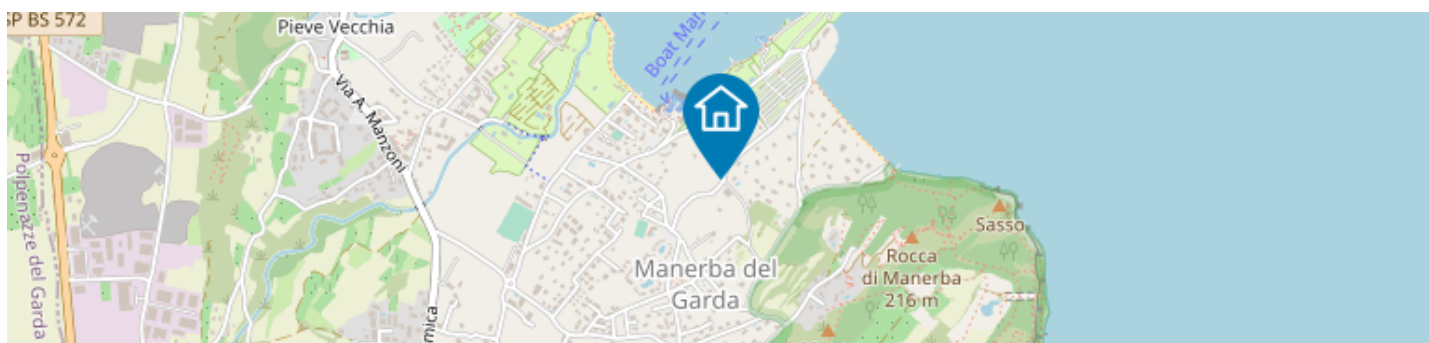 SP BS 572
Pieve Vecchia
Boat Man
Via A. Manzoni
Polpenazze del Garda
Sasso
Rocca
di Manerba
216 m
Manerba del
Garda